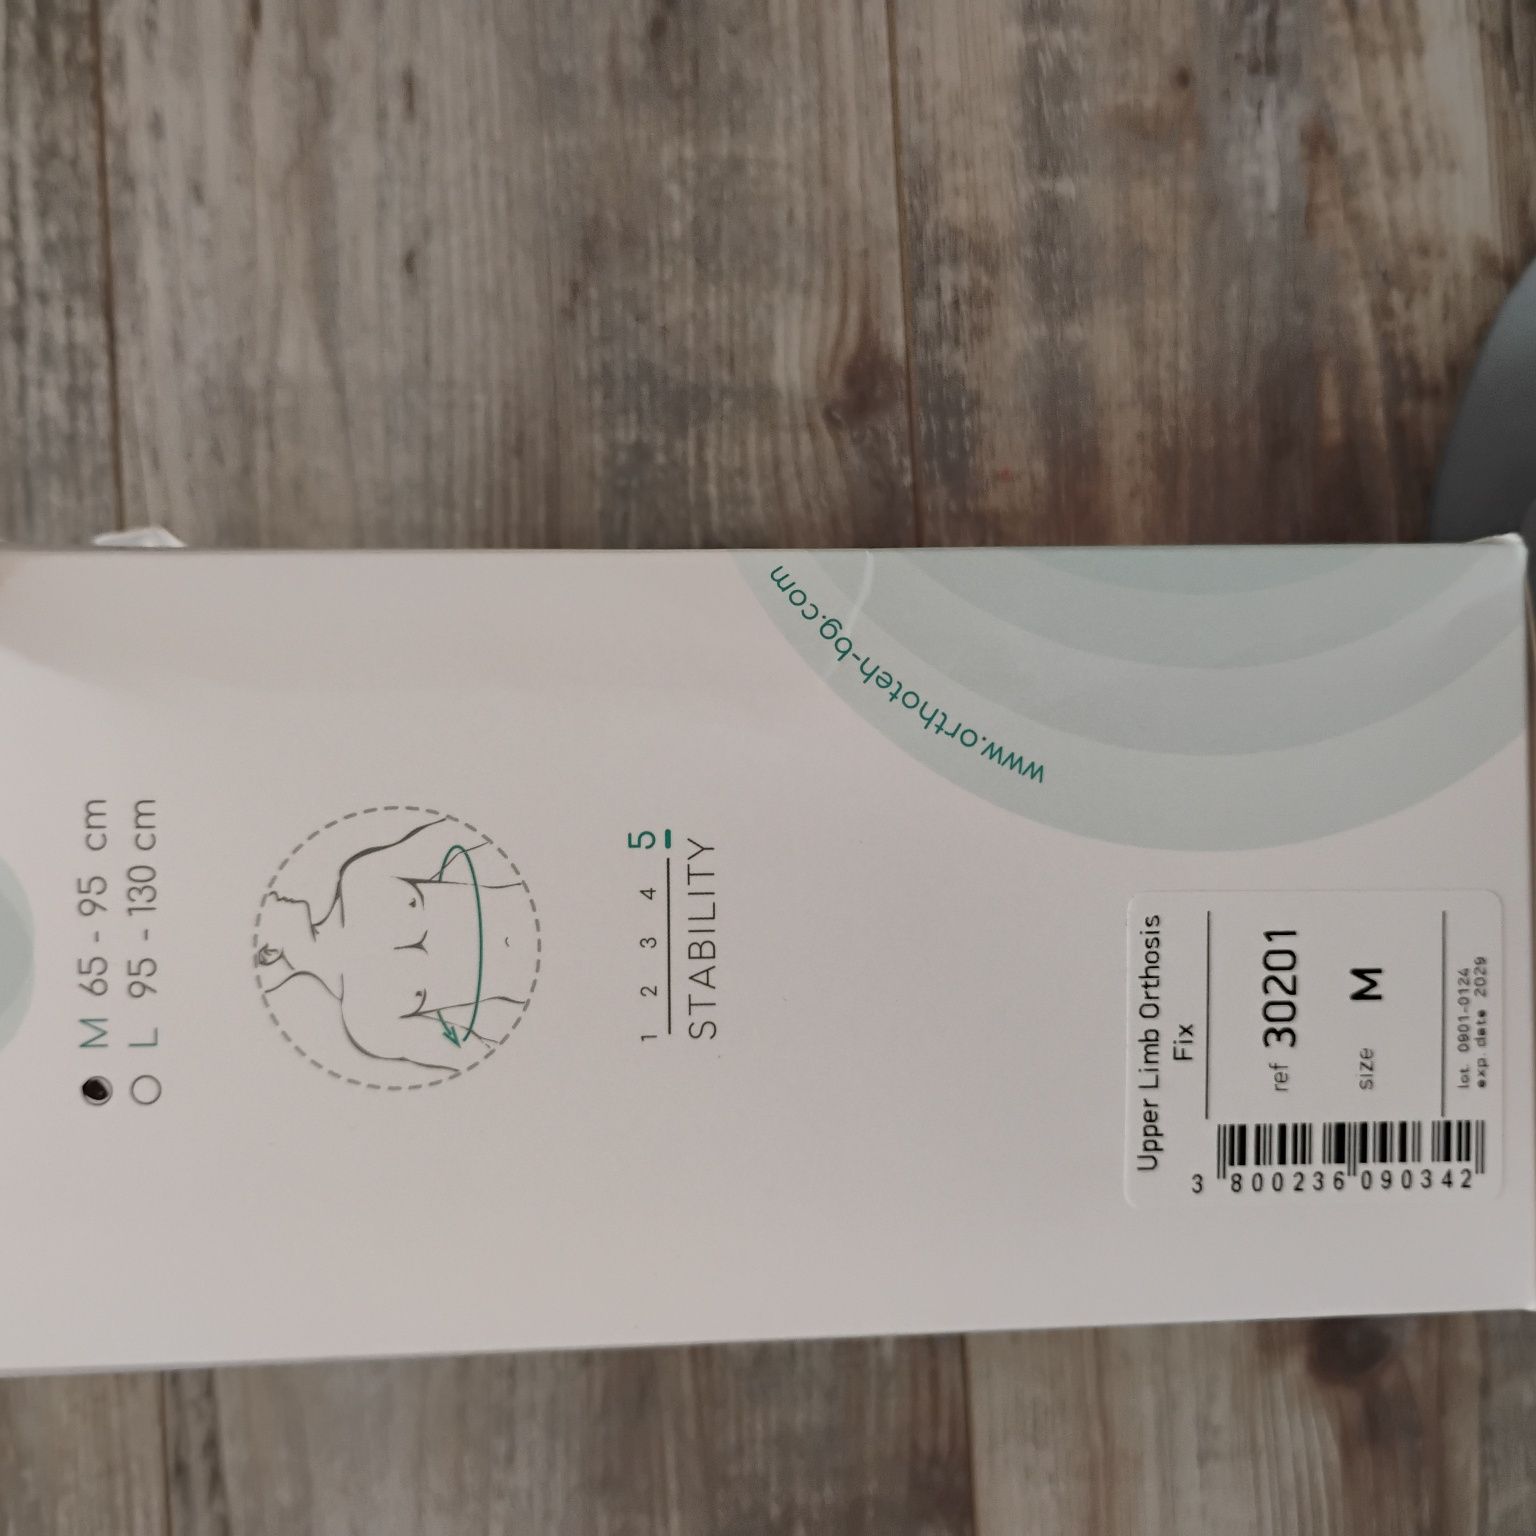 M 65 - 95 cm
L 95 - 130 cm
1 2 3 4 5
STABILITY
www.orthoteh-bg.com
Upper Limb Orthosis
Fix
ref 30201
size M
lot. 0901-0124
exp. date 2029
3 800236 090342